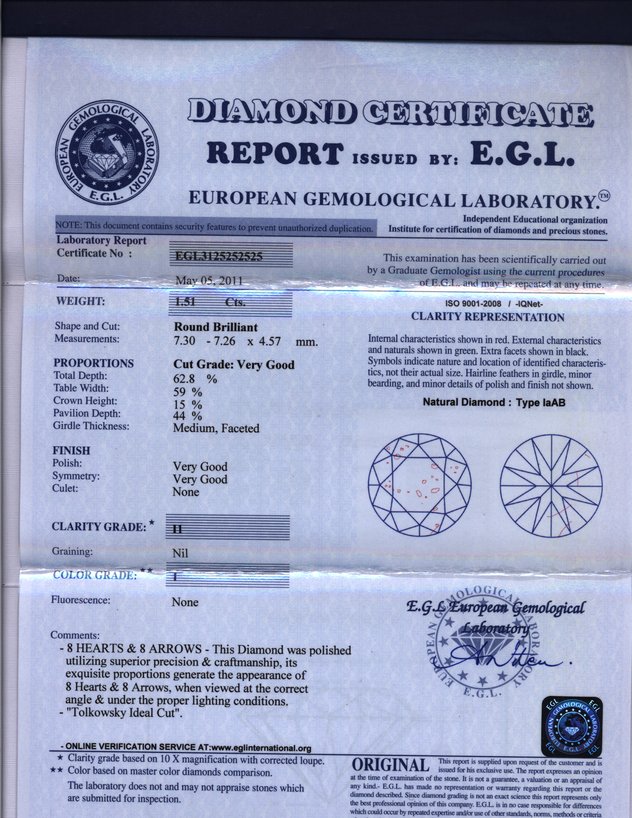 DIAMOND CERTIFICATE
REPORT ISSUED BY: E.G.L.
EUROPEAN GEMOLOGICAL LABORATORY.™
EUROPEAN GEMOLOGICAL LABORATORY
E.G.L.
Independent Educational organization
NOTE: This document contains security features to prevent unauthorized duplication.
Institute for certification of diamonds and precious stones.
Laboratory Report
Certificate No : EGL3125252525
Date: May 05, 2011
WEIGHT: 1.51 Cts.
Shape and Cut: Round Brilliant
Measurements: 7.30 - 7.26 x 4.57 mm.
PROPORTIONS Cut Grade: Very Good
Total Depth: 62.8 %
Table Width: 59 %
Crown Height: 15 %
Pavilion Depth: 44 %
Girdle Thickness: Medium, Faceted
FINISH
Polish: Very Good
Symmetry: Very Good
Culet: None
CLARITY GRADE: * I1
Graining: Nil
COLOR GRADE: ** I
Fluorescence: None
Comments:
- 8 HEARTS & 8 ARROWS - This Diamond was polished
utilizing superior precision & craftmanship, its
exquisite proportions generate the appearance of
8 Hearts & 8 Arrows, when viewed at the correct
angle & under the proper lighting conditions.
- "Tolkowsky Ideal Cut".
- ONLINE VERIFICATION SERVICE AT:www.eglinternational.org
* Clarity grade based on 10 X magnification with corrected loupe.
** Color based on master color diamonds comparison.
The laboratory does not and may not appraise stones which
are submitted for inspection.
This examination has been scientifically carried out
by a Graduate Gemologist using the current procedures
of E.G.L. and may be repeated at any time.
ISO 9001-2008 / -IQNet-
CLARITY REPRESENTATION
Internal characteristics shown in red. External characteristics
and naturals shown in green. Extra facets shown in black.
Symbols indicate nature and location of identified characteris-
tics, not their actual size. Hairline feathers in girdle, minor
bearding, and minor details of polish and finish not shown.
Natural Diamond : Type IaAB
E.G.L European Gemological
Laboratory
EUROPEAN GEMOLOGICAL LABORATORY
E.G.L.
EGL EGL
EGL EGL
ORIGINAL This report is supplied upon request of the customer and is
issued for his exclusive use. The report expresses an opinion
at the time of examination of the stone. It is not a guarantee, a valuation or an appraisal of
any kind.- E.G.L. has made no representation or warranty regarding this report or the
diamond described. Since diamond grading is not an exact science this report represents only
the best professional opinion of this company. E.G.L. is in no case responsible for differences
which could occur by repeated expertise and/or use of other standards, norms, methods or criteria